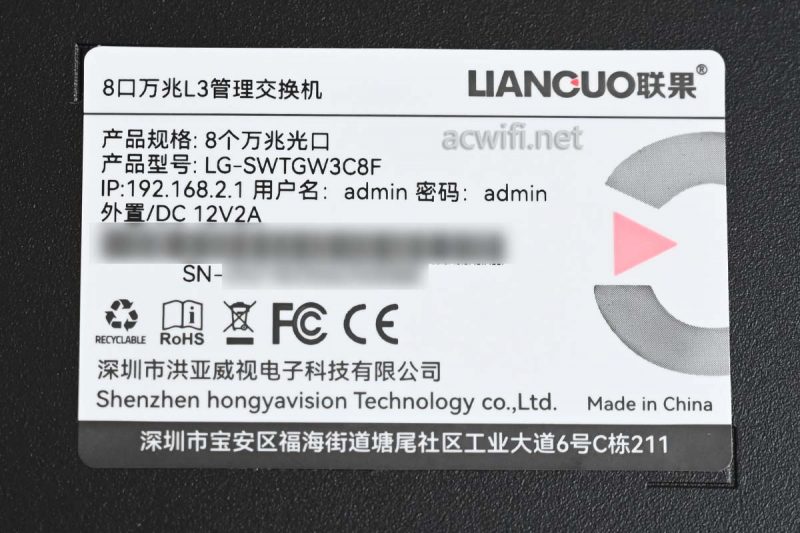 8口万兆L3管理交换机
LIANGUO联果®
acwifi.net
产品规格: 8个万兆光口
产品型号: LG-SWTGW3C8F
IP:192.168.2.1 用户名: admin 密码: admin
外置/DC 12V2A
SN-
RECYCLABLE
RoHS
FC
CE
深圳市洪亚威视电子科技有限公司
Shenzhen hongyavision Technology co.,Ltd.
Made in China
深圳市宝安区福海街道塘尾社区工业大道6号C栋211